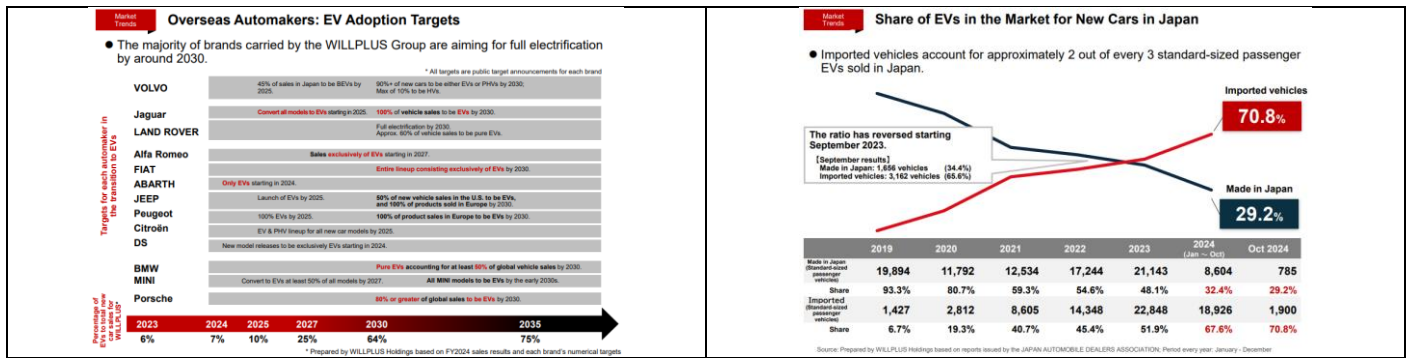 Market
Trends
Overseas Automakers: EV Adoption Targets
● The majority of brands carried by the WILLPLUS Group are aiming for full electrification
by around 2030.
* All targets are public target announcements for each brand
Targets for each automaker in
the transition to EVs
VOLVO
45% of sales in Japan to be BEVs by
2025.
90%+ of new cars to be either EVs or PHVs by 2030;
Max of 10% to be HVs.
Jaguar
Convert all models to EVs starting in 2025.
100% of vehicle sales to be EVs by 2030.
LAND ROVER
Full electrification by 2030.
Approx. 60% of vehicle sales to be pure EVs.
Alfa Romeo
Sales exclusively of EVs starting in 2027.
FIAT
Entire lineup consisting exclusively of EVs by 2030.
ABARTH
Only EVs starting in 2024.
JEEP
Launch of EVs by 2025.
50% of new vehicle sales in the U.S. to be EVs,
and 100% of products sold in Europe by 2030.
Peugeot
100% EVs by 2025.
100% of product sales in Europe to be EVs by 2030.
Citroën
EV & PHV lineup for all new car models by 2025.
DS
New model releases to be exclusively EVs starting in 2024.
BMW
Pure EVs accounting for at least 50% of global vehicle sales by 2030.
MINI
Convert to EVs at least 50% of all models by 2027.
All MINI models to be EVs by the early 2030s.
Porsche
80% or greater of global sales to be EVs by 2030.
Percentage of
EVs to total new
car sales for
WILLPLUS*
2023 2024 2025 2027 2030 2035
6% 7% 10% 25% 64% 75%
* Prepared by WILLPLUS Holdings based on FY2024 sales results and each brand's numerical targets
Market
Trends
Share of EVs in the Market for New Cars in Japan
● Imported vehicles account for approximately 2 out of every 3 standard-sized passenger
EVs sold in Japan.
Imported vehicles
70.8%
The ratio has reversed starting
September 2023.
【September results】
Made in Japan: 1,656 vehicles (34.4%)
Imported vehicles: 3,162 vehicles (65.6%)
Made in Japan
29.2%
2019 2020 2021 2022 2023 2024 (Jan ～ Oct) Oct 2024
Made in Japan
(Standard-sized
passenger
vehicles)
19,894 11,792 12,534 17,244 21,143 8,604 785
Share 93.3% 80.7% 59.3% 54.6% 48.1% 32.4% 29.2%
Imported
(Standard-sized
passenger
vehicles)
1,427 2,812 8,605 14,348 22,848 18,926 1,900
Share 6.7% 19.3% 40.7% 45.4% 51.9% 67.6% 70.8%
Source: Prepared by WILLPLUS Holdings based on reports issued by the JAPAN AUTOMOBILE DEALERS ASSOCIATION; Period every year: January - December